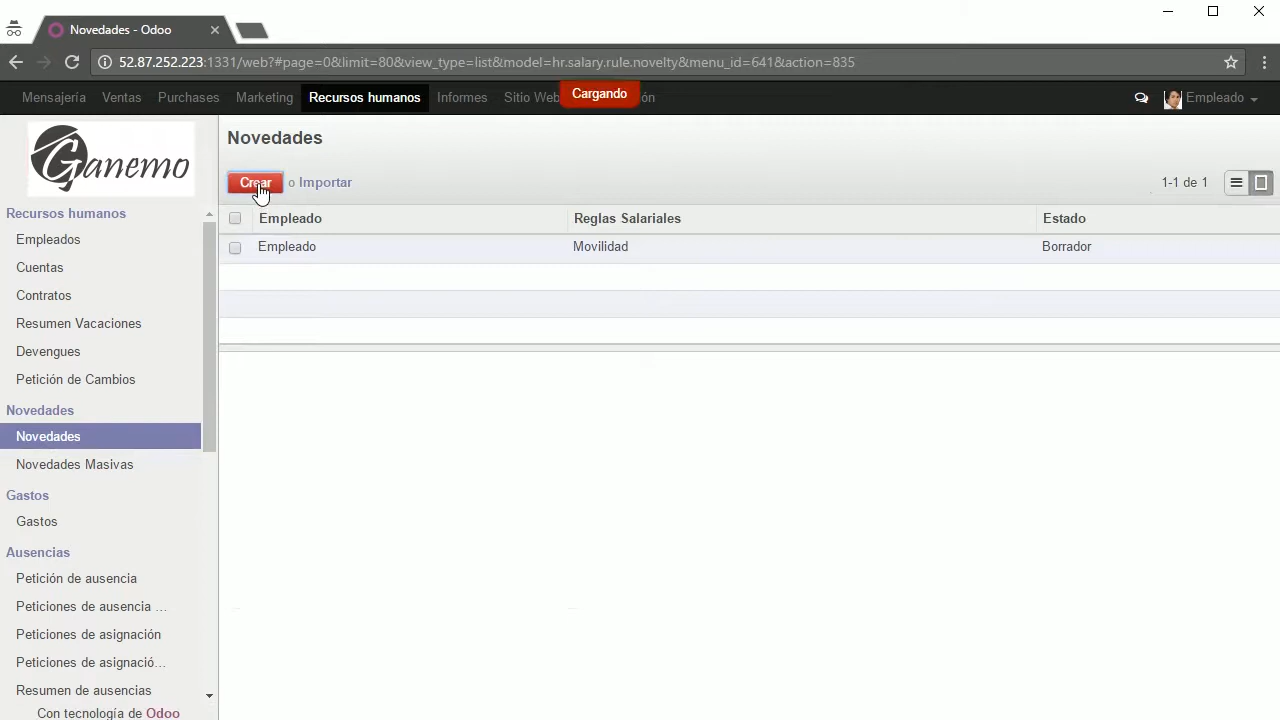 Novedades - Odoo
52.87.252.223:1331/web?#page=0&limit=80&view_type=list&model=hr.salary.rule.novelty&menu_id=641&action=835
Mensajería Ventas Purchases Marketing Recursos humanos Informes Sitio Web Cargando Empleado
Ganemo
Novedades
Crear o Importar 1-1 de 1
Empleado Reglas Salariales Estado
Empleado Movilidad Borrador
Recursos humanos
Empleados
Cuentas
Contratos
Resumen Vacaciones
Devengues
Petición de Cambios
Novedades
Novedades
Novedades Masivas
Gastos
Gastos
Ausencias
Petición de ausencia
Peticiones de ausencia ...
Peticiones de asignación
Peticiones de asignació...
Resumen de ausencias
Con tecnología de Odoo